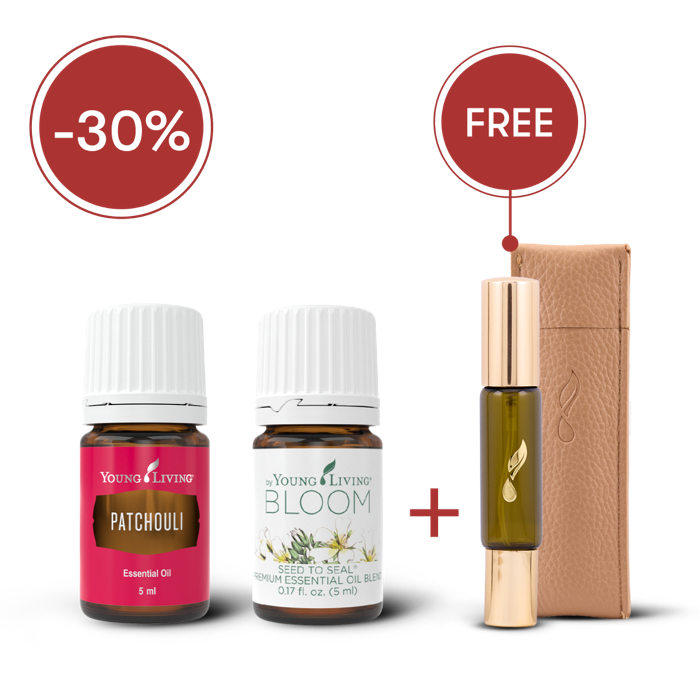 -30%
FREE
YOUNG LIVING®
PATCHOULI
Essential Oil
5 ml
by YOUNG LIVING®
BLOOM
SEED TO SEAL®
PREMIUM ESSENTIAL OIL BLEND
0.17 fl. oz. (5 ml)
+